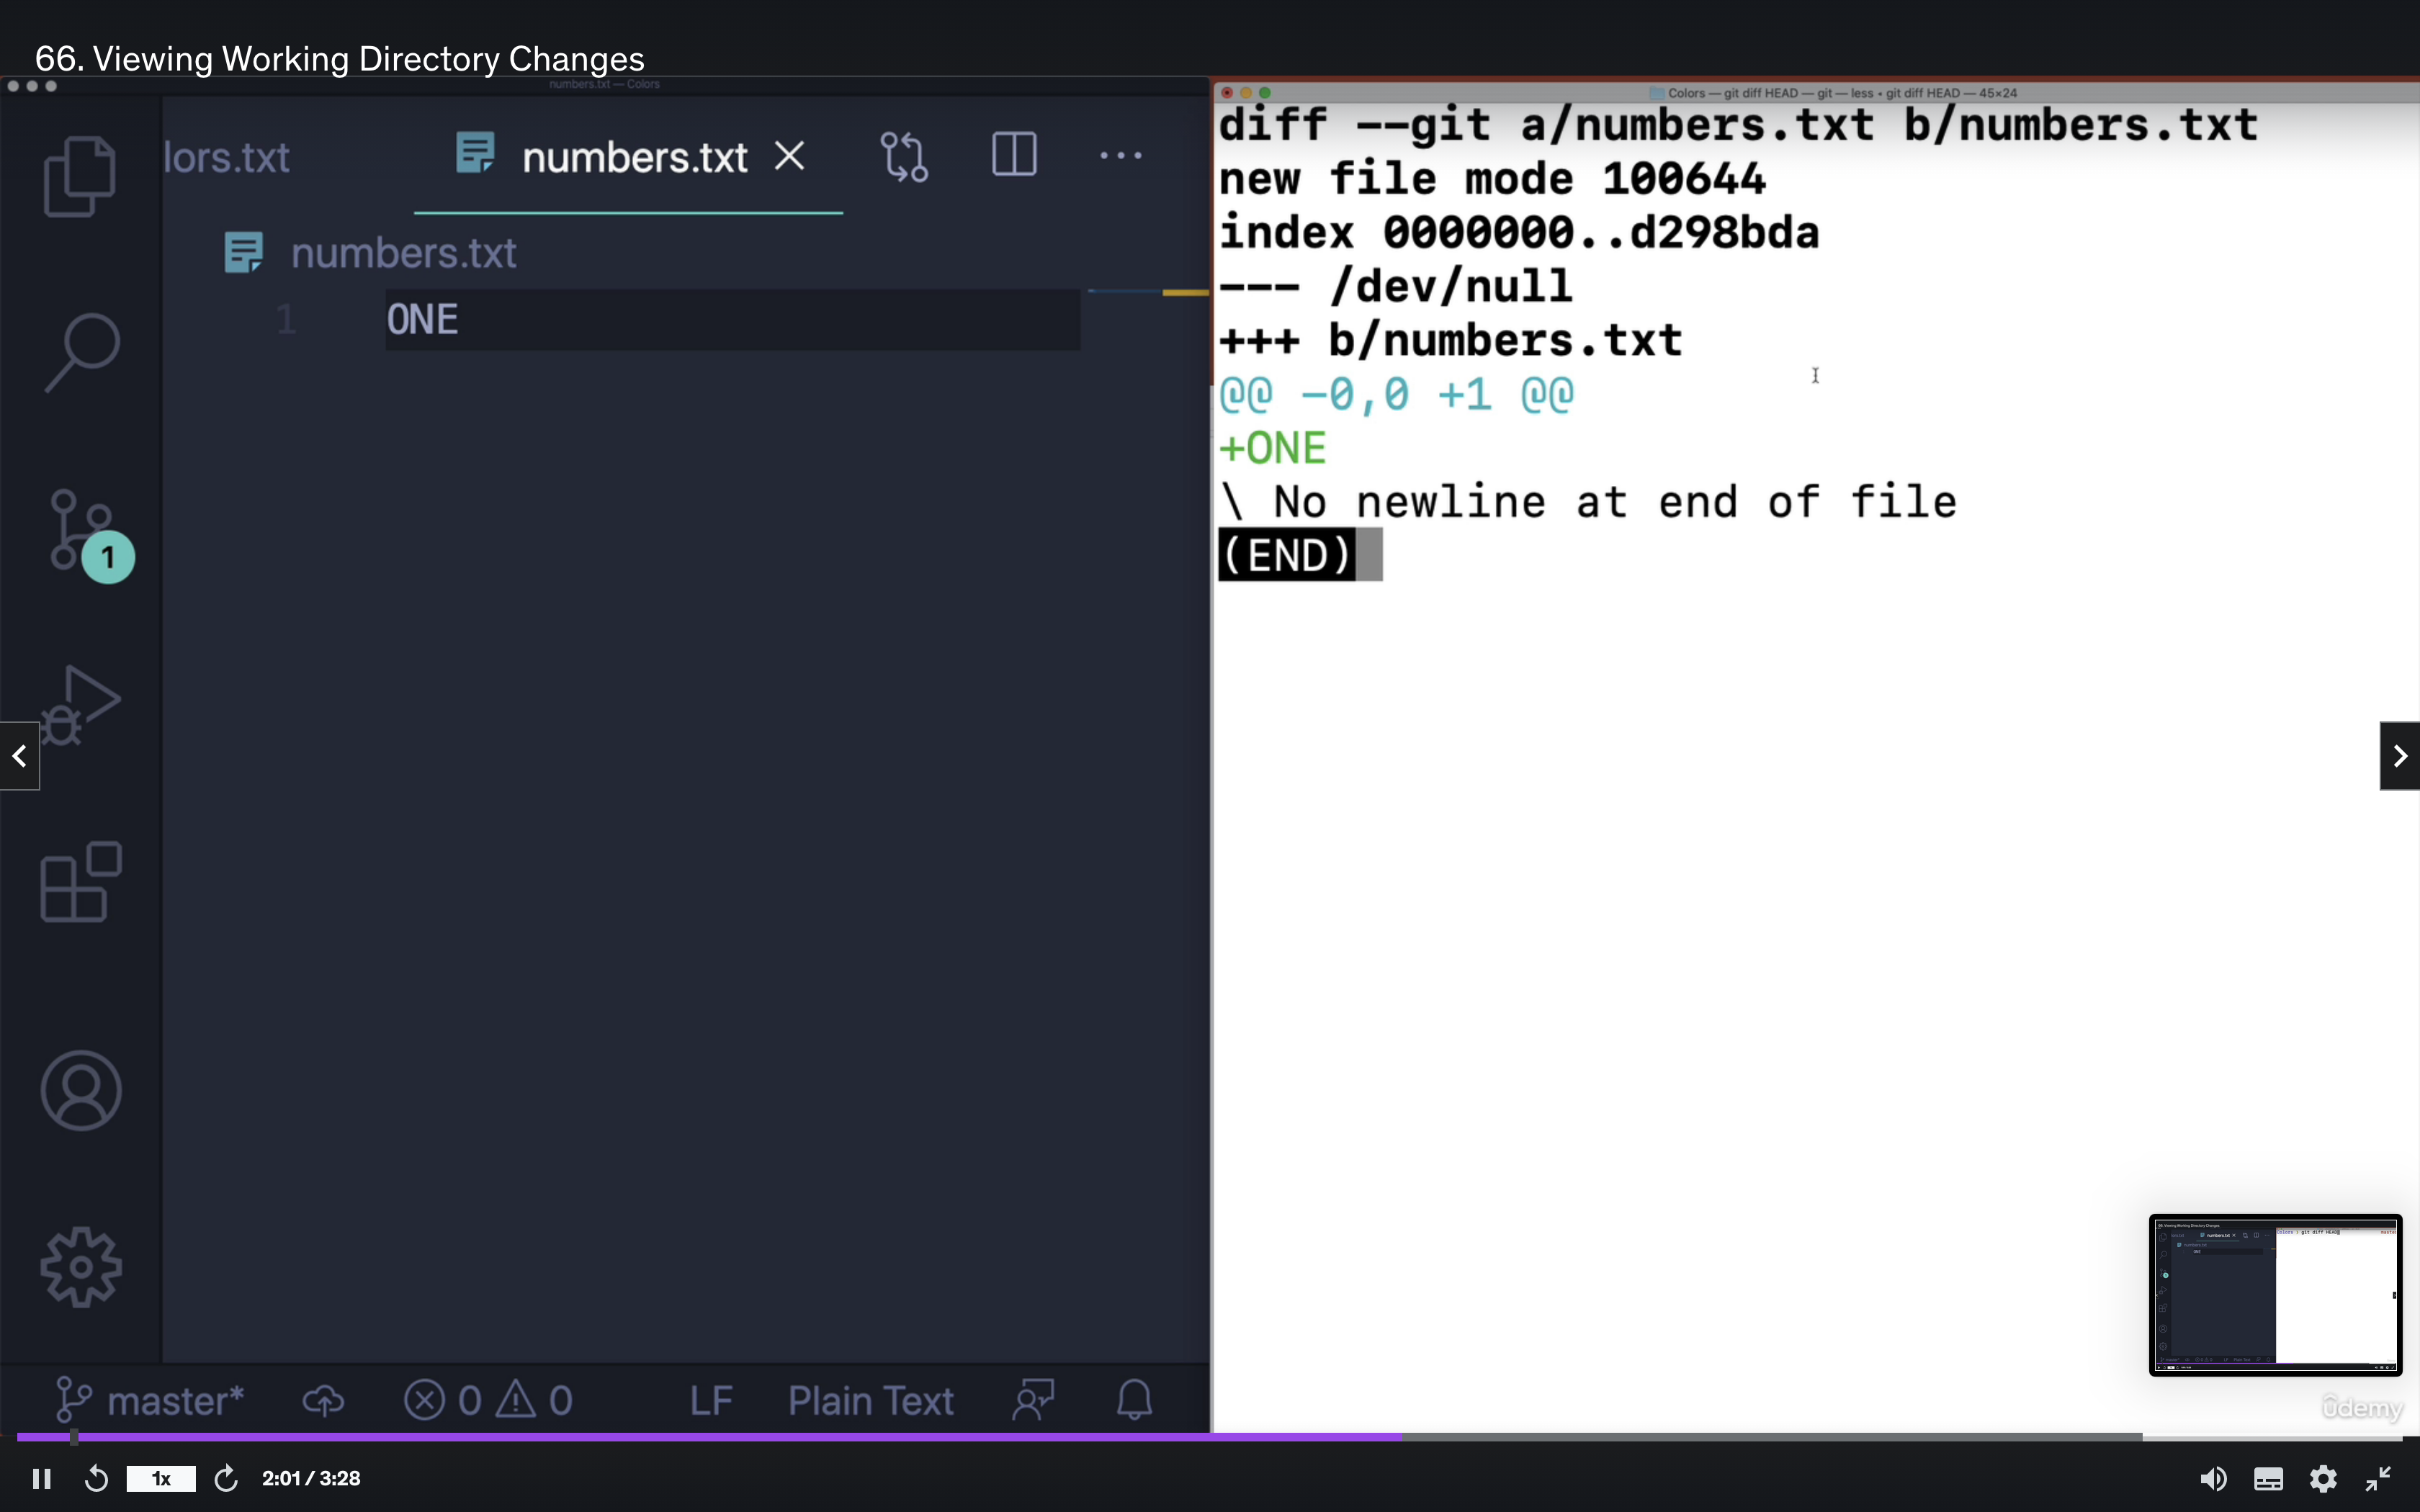 66. Viewing Working Directory Changes
numbers.txt — Colors
lors.txt
numbers.txt
numbers.txt
1 ONE
1
master*
0 0
LF
Plain Text
Colors — git diff HEAD — git — less • git diff HEAD — 45×24
diff --git a/numbers.txt b/numbers.txt
new file mode 100644
index 0000000..d298bda
--- /dev/null
+++ b/numbers.txt
@@ -0,0 +1 @@
+ONE
\ No newline at end of file
(END)
ûdemy
1x
2:01 / 3:28